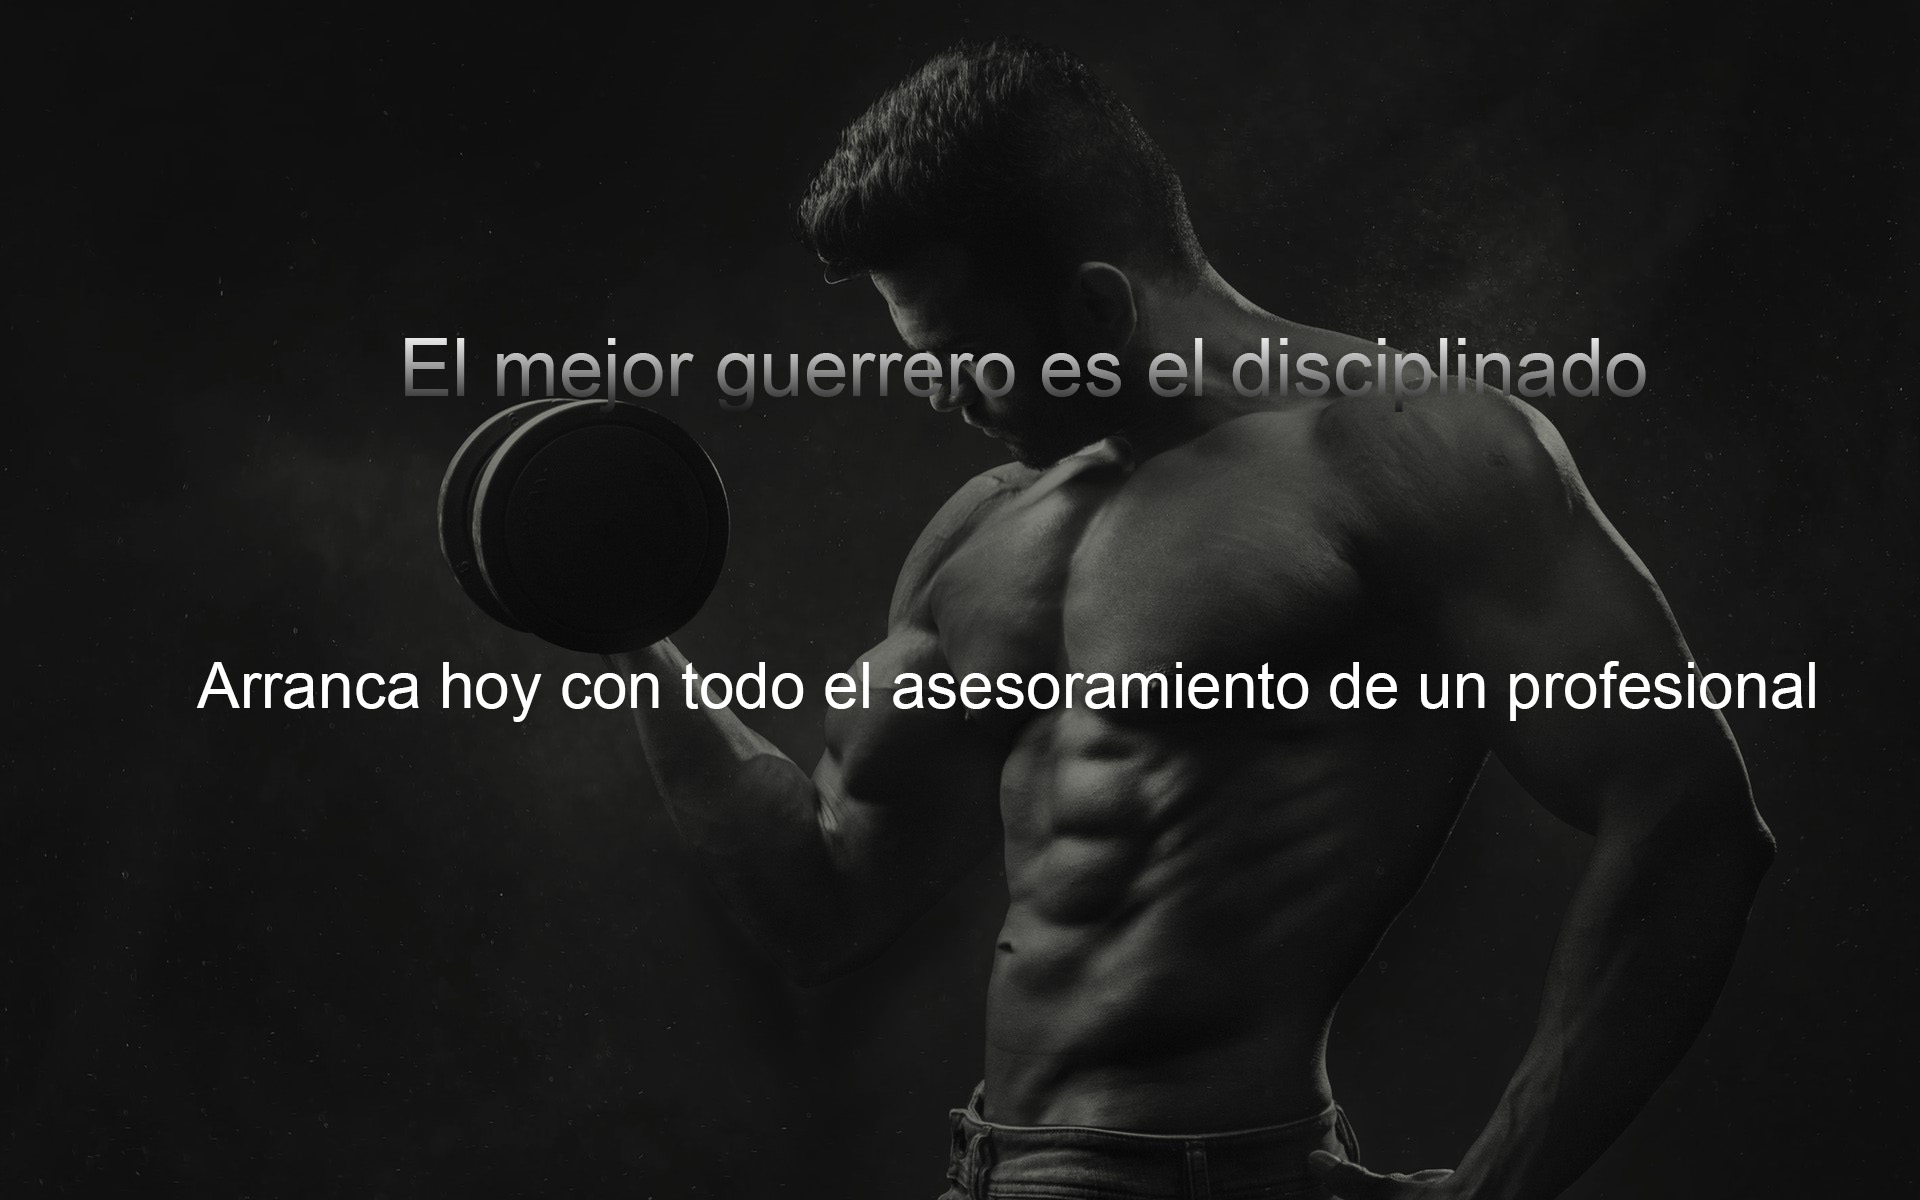 El mejor guerrero es el disciplinado
Arranca hoy con todo el asesoramiento de un profesional